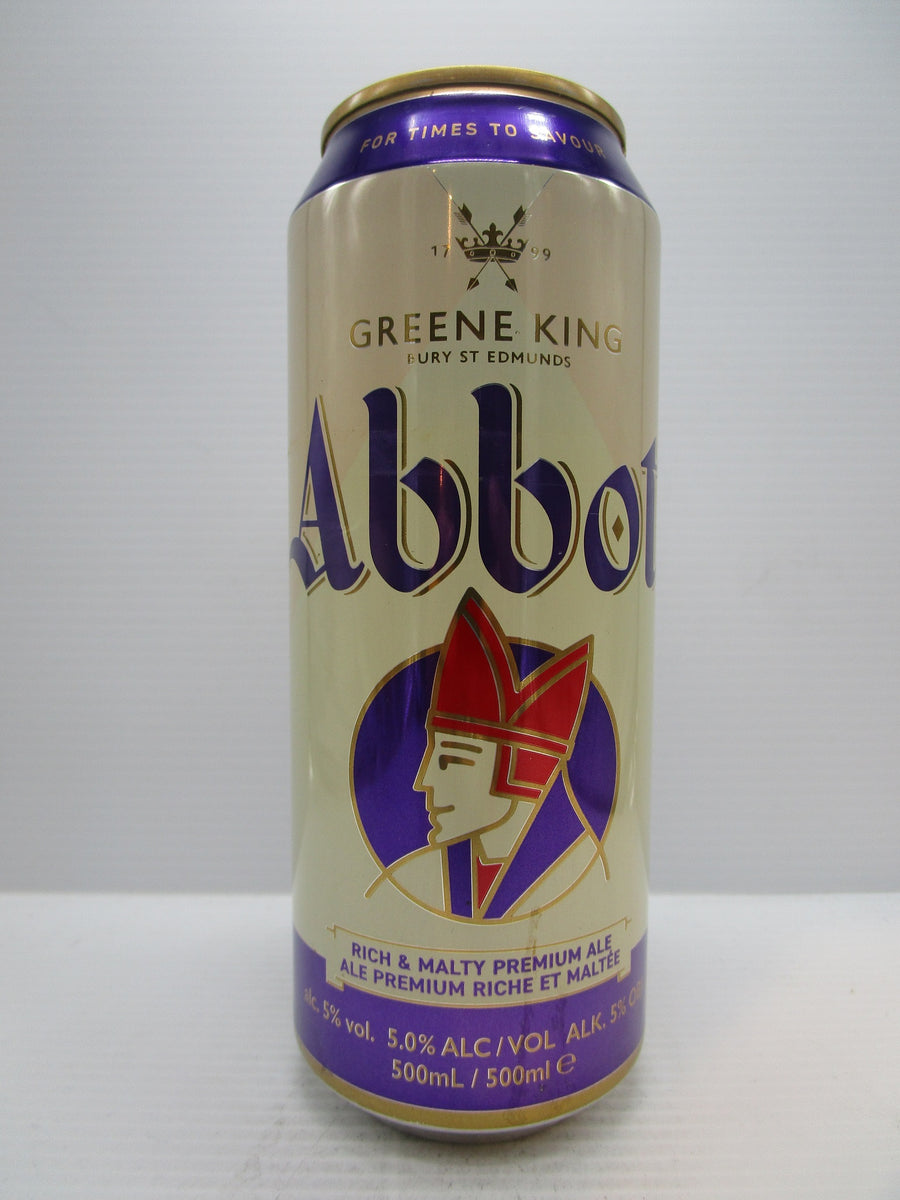 FOR TIMES TO SAVOUR
17 99
GREENE KING
BURY ST EDMUNDS
Abbot
RICH & MALTY PREMIUM ALE
ALE PREMIUM RICHE ET MALTÉE
alc. 5% vol. 5.0% ALC/VOL ALK. 5%
500mL / 500ml ℮